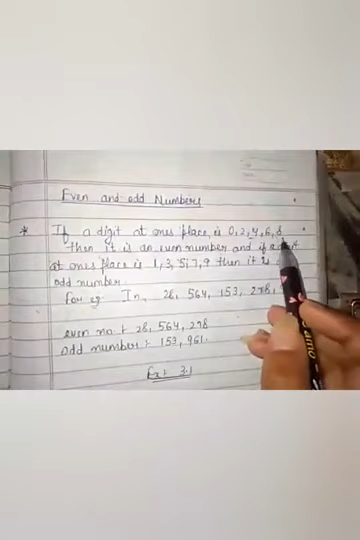 Even and odd Numbers
* If a digit at ones place is 0, 2, 4, 6, 8
then it is an even number and if
at ones place is 1, 3, 5, 7, 9 then it is
odd number.
for eg: In, 28, 564, 153, 278,
even no : 28, 564, 278
odd number :- 153, 961.
Ex: 3.1